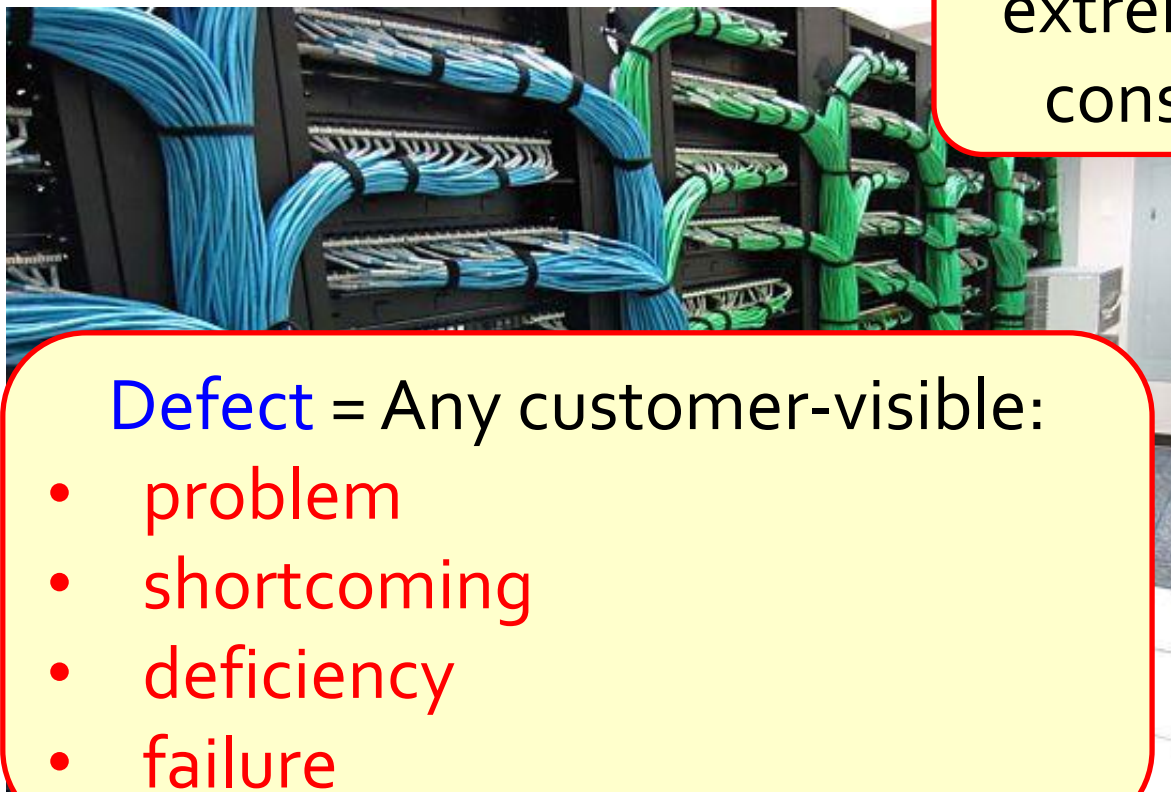 Defect = Any customer-visible:
• problem
• shortcoming
• deficiency
• failure